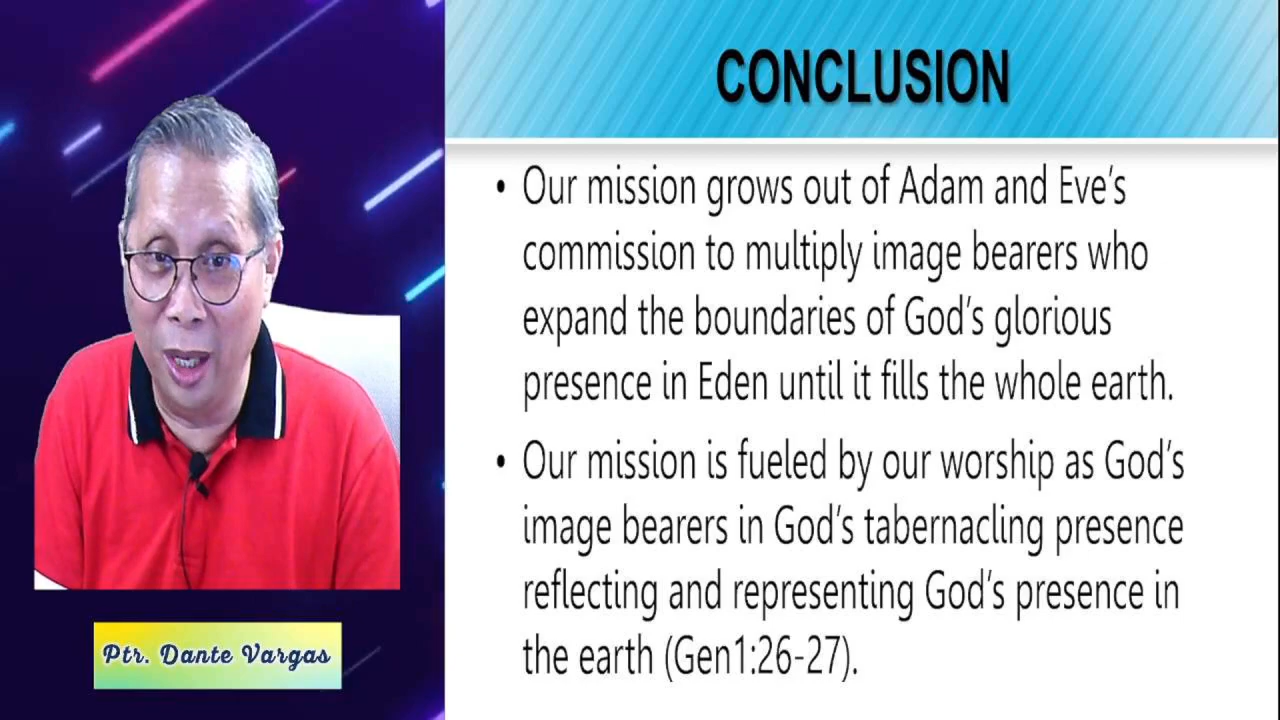 CONCLUSION
• Our mission grows out of Adam and Eve's
commission to multiply image bearers who
expand the boundaries of God's glorious
presence in Eden until it fills the whole earth.
• Our mission is fueled by our worship as God's
image bearers in God's tabernacling presence
reflecting and representing God's presence in
the earth (Gen1:26-27).
Ptr. Dante Vargas